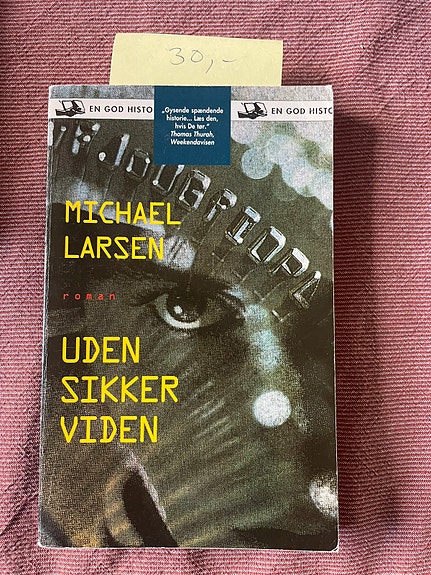 30,-
EN GOD HISTO
EN GOD HISTC
„Gysende spændende
historie... Læs den,
hvis De tør."
Thomas Thurah,
Weekendavisen
MICHAEL
LARSEN
roman
UDEN
SIKKER
VIDEN